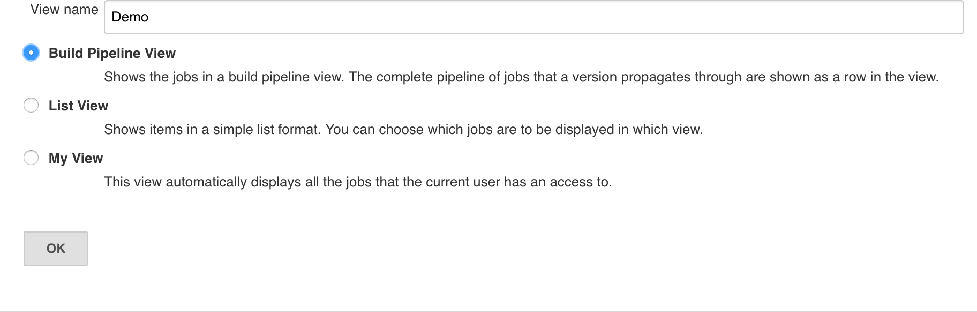 View name
Demo
Build Pipeline View
Shows the jobs in a build pipeline view. The complete pipeline of jobs that a version propagates through are shown as a row in the view.
List View
Shows items in a simple list format. You can choose which jobs are to be displayed in which view.
My View
This view automatically displays all the jobs that the current user has an access to.
OK